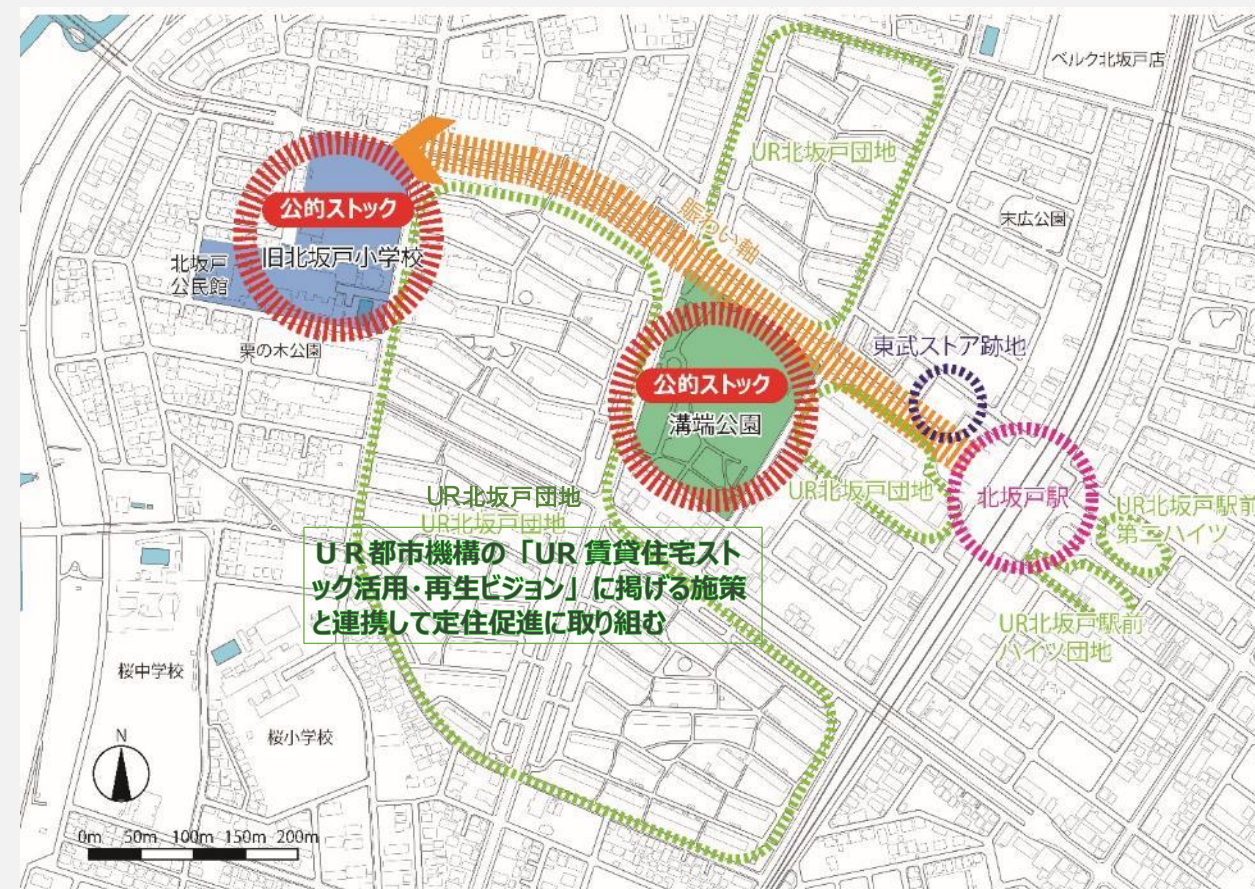 ベルク北坂戸店
UR北坂戸団地
末広公園
公的ストック
旧北坂戸小学校
北坂戸
公民館
栗の木公園
賑わい軸
東武ストア跡地
公的ストック
溝端公園
UR北坂戸団地
北坂戸駅
UR北坂戸駅前
第二ハイツ
UR北坂戸駅前
ハイツ団地
UR北坂戸団地
UR北坂戸団地
UR都市機構の「UR 賃貸住宅スト
ック活用・再生ビジョン」に掲げる施策
と連携して定住促進に取り組む
桜中学校
桜小学校
N
0m 50m 100m 150m 200m